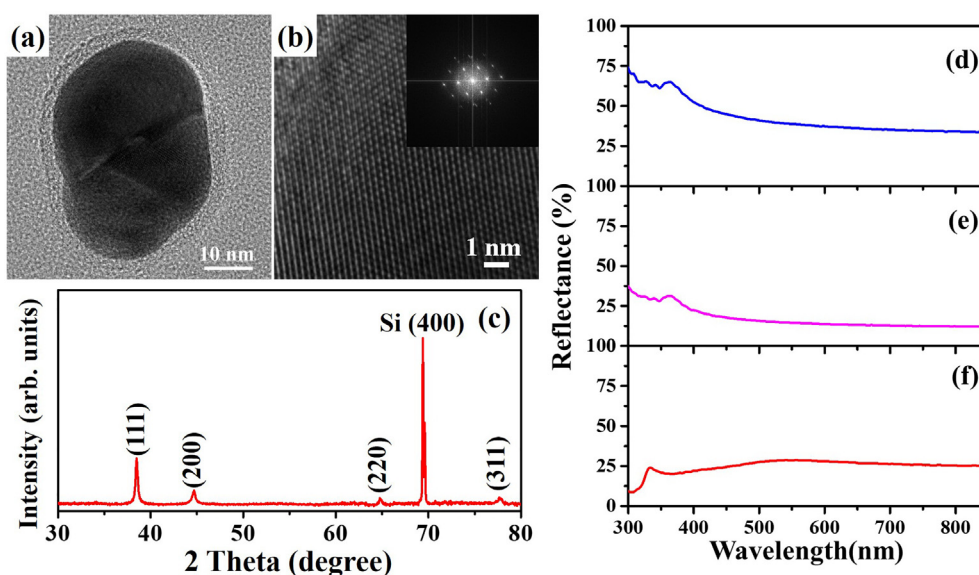 (a)
10 nm
(b)
1 nm
Intensity (arb. units)
(111)
(200)
(220)
Si (400)
(311)
(c)
30 40 50 60 70 80
2 Theta (degree)
Reflectance (%)
100
75
50
25
(d)
100
75
50
25
(e)
100
75
50
25
0
(f)
300 400 500 600 700 800
Wavelength(nm)